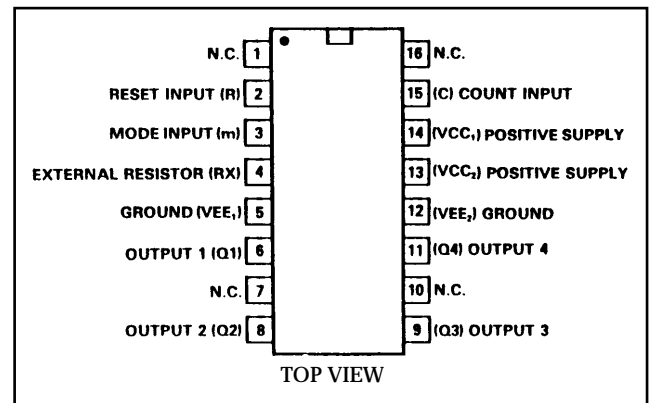 N.C. 1 16 N.C.
RESET INPUT (R) 2 15 (C) COUNT INPUT
MODE INPUT (m) 3 14 (VCC₁) POSITIVE SUPPLY
EXTERNAL RESISTOR (RX) 4 13 (VCC₂) POSITIVE SUPPLY
GROUND (VEE₁) 5 12 (VEE₂) GROUND
OUTPUT 1 (Q1) 6 11 (Q4) OUTPUT 4
N.C. 7 10 N.C.
OUTPUT 2 (Q2) 8 9 (Q3) OUTPUT 3
TOP VIEW